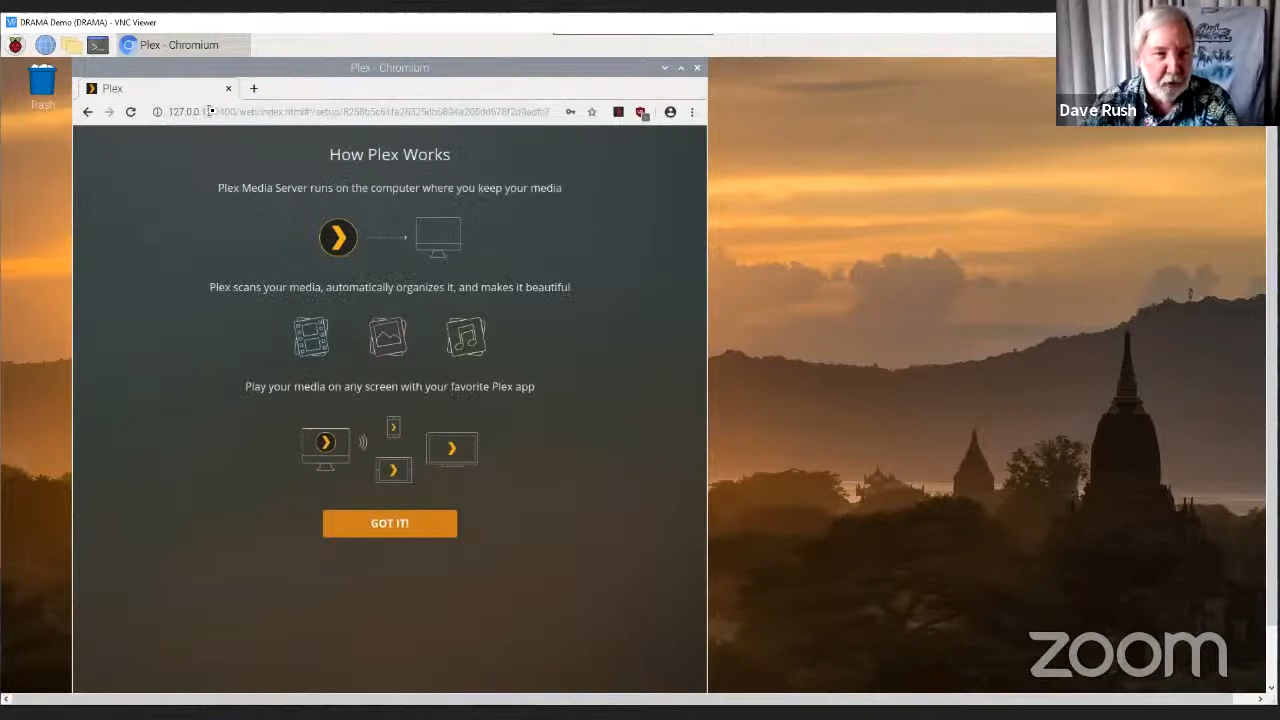 DRAMA Demo (DRAMA) - VNC Viewer
Plex - Chromium
Plex - Chromium
Plex
Trash
Dave Rush
How Plex Works
Plex Media Server runs on the computer where you keep your media
Plex scans your media, automatically organizes it, and makes it beautiful
Play your media on any screen with your favorite Plex app
GOT IT!
zoom